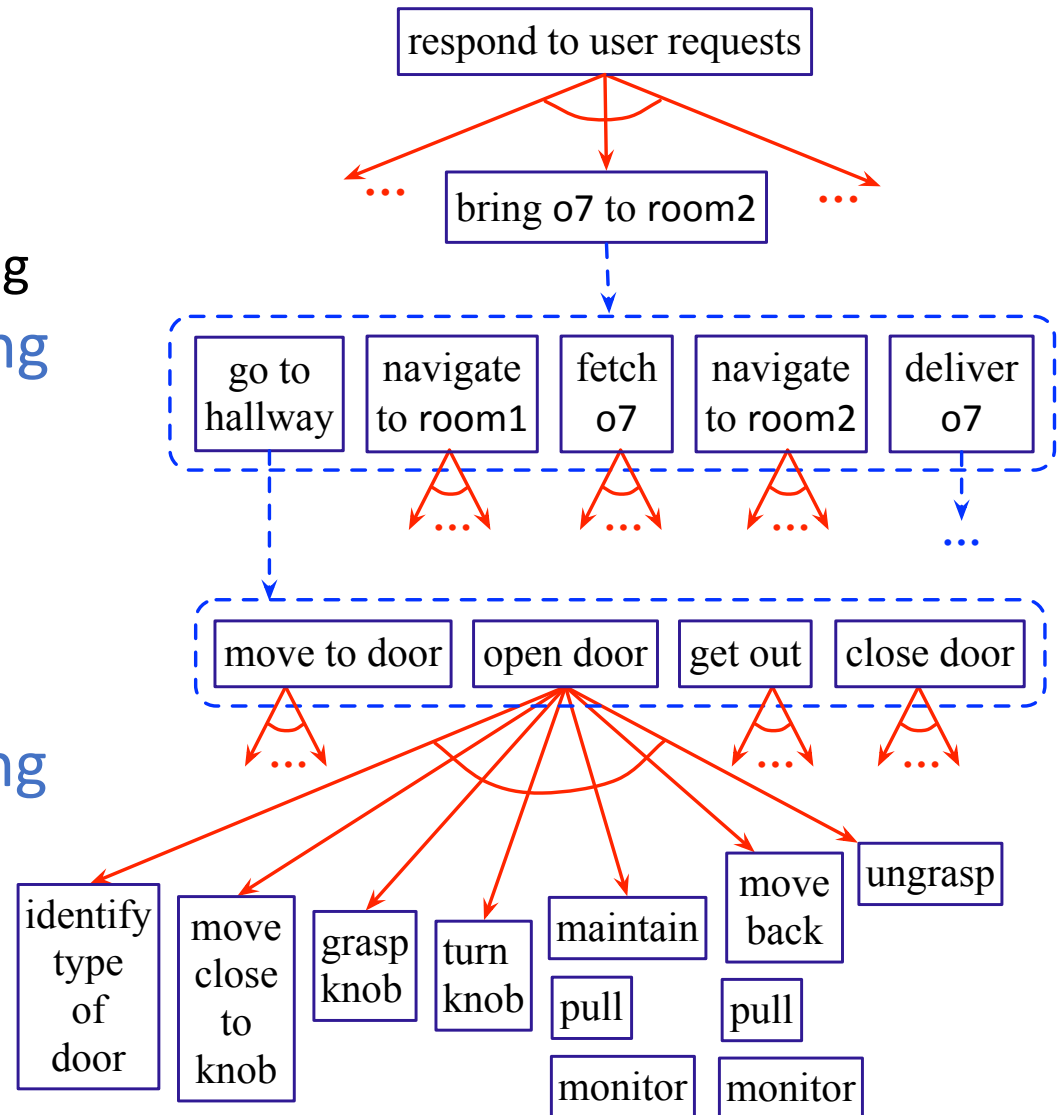 respond to user requests
...
bring o7 to room2
...
g
ng
go to
hallway
navigate
to room1
fetch
o7
navigate
to room2
deliver
o7
...
...
...
...
move to door
open door
get out
close door
...
...
...
ng
identify
type
of
door
move
close
to
knob
grasp
knob
turn
knob
maintain
pull
monitor
move
back
pull
monitor
ungrasp